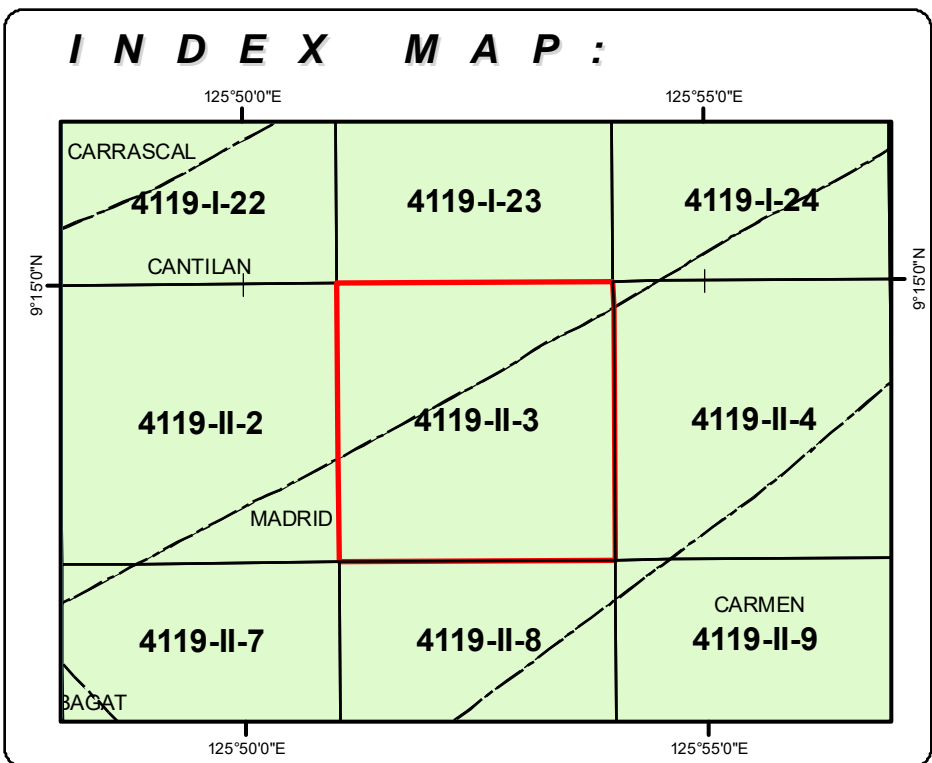 INDEX MAP:
125°50'0"E 125°55'0"E
CARRASCAL
4119-I-22 4119-I-23 4119-I-24
CANTILAN
9°15'0"N 9°15'0"N
4119-II-2 4119-II-3 4119-II-4
MADRID
CARMEN
4119-II-7 4119-II-8 4119-II-9
BAGAT
125°50'0"E 125°55'0"E